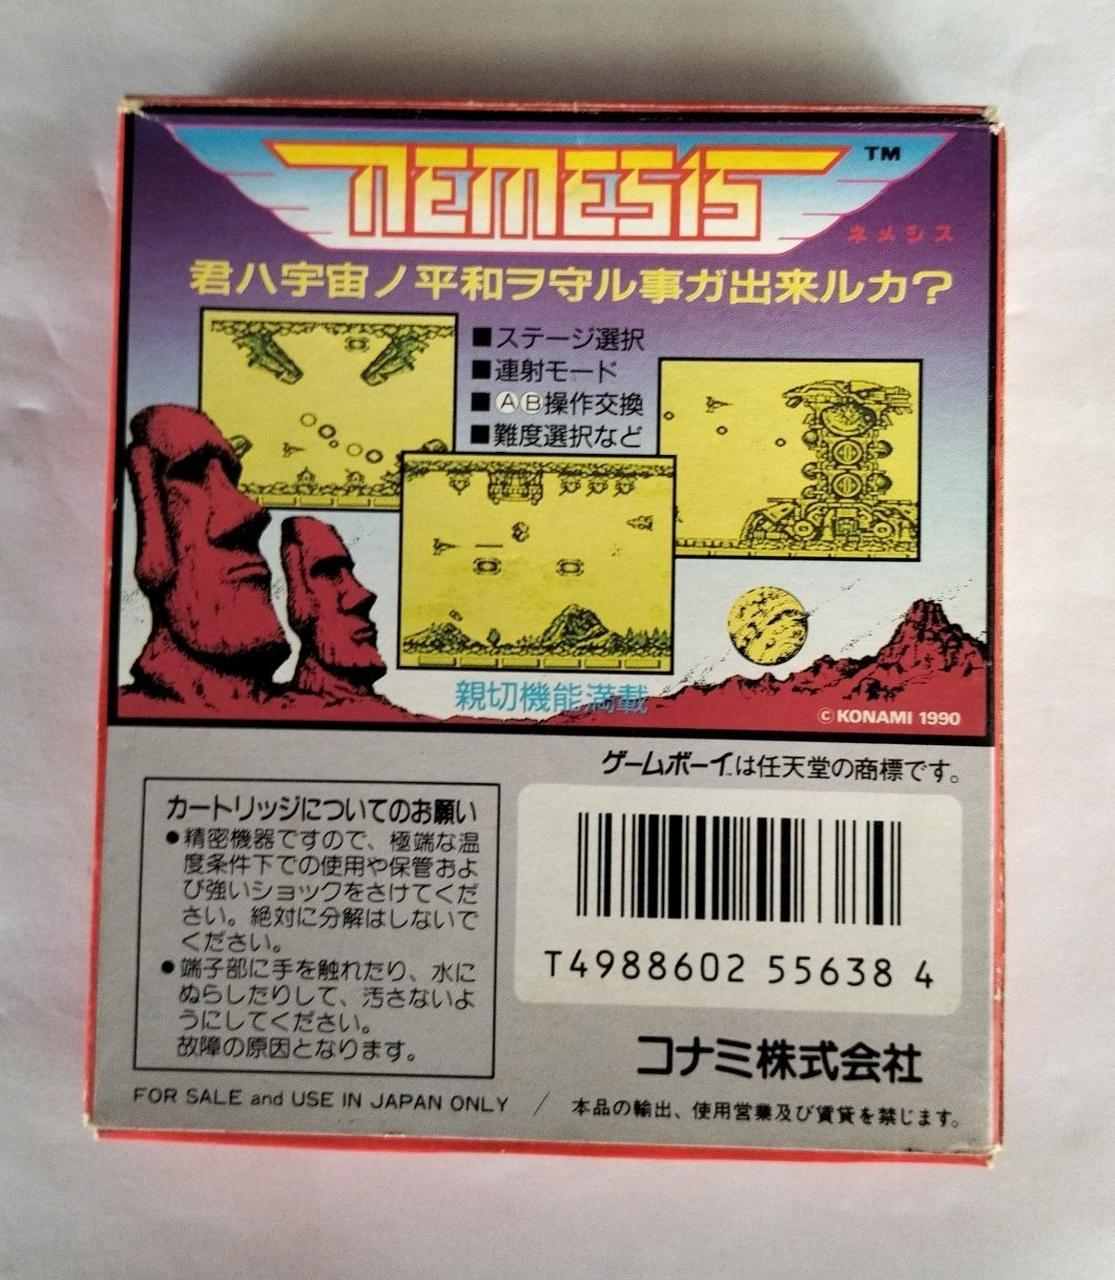 NEMESIS TM
ネメシス
君ハ宇宙ノ平和ヲ守ル事ガ出来ルカ?
■ステージ選択
■連射モード
■ⒶⒷ操作交換
■難度選択など
親切機能満載
© KONAMI 1990
ゲームボーイ™は任天堂の商標です。
カートリッジについてのお願い
●精密機器ですので、極端な温
度条件下での使用や保管およ
び強いショックをさけてくだ
さい。絶対に分解はしないで
ください。
●端子部に手を触れたり、水に
ぬらしたりして、汚さないよ
うにしてください。
故障の原因となります。
T4988602 55638 4
コナミ株式会社
FOR SALE and USE IN JAPAN ONLY / 本品の輸出、使用営業及び賃貸を禁じます。